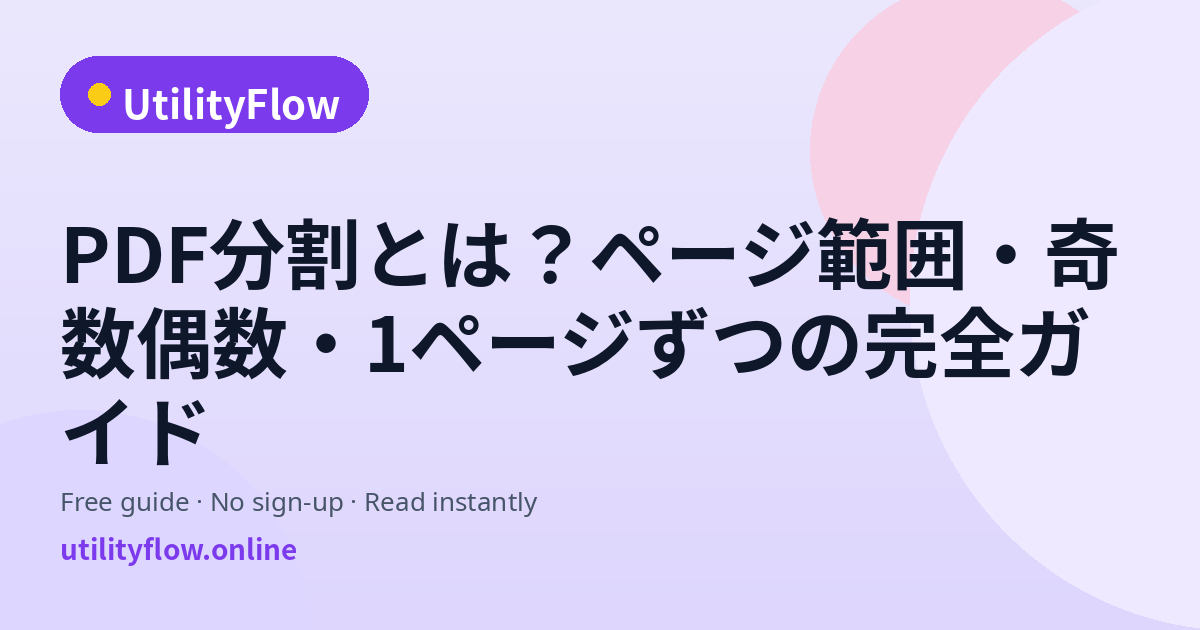 UtilityFlow
PDF分割とは？ページ範囲・奇
数偶数・1ページずつの完全ガ
イド
Free guide · No sign-up · Read instantly
utilityflow.online